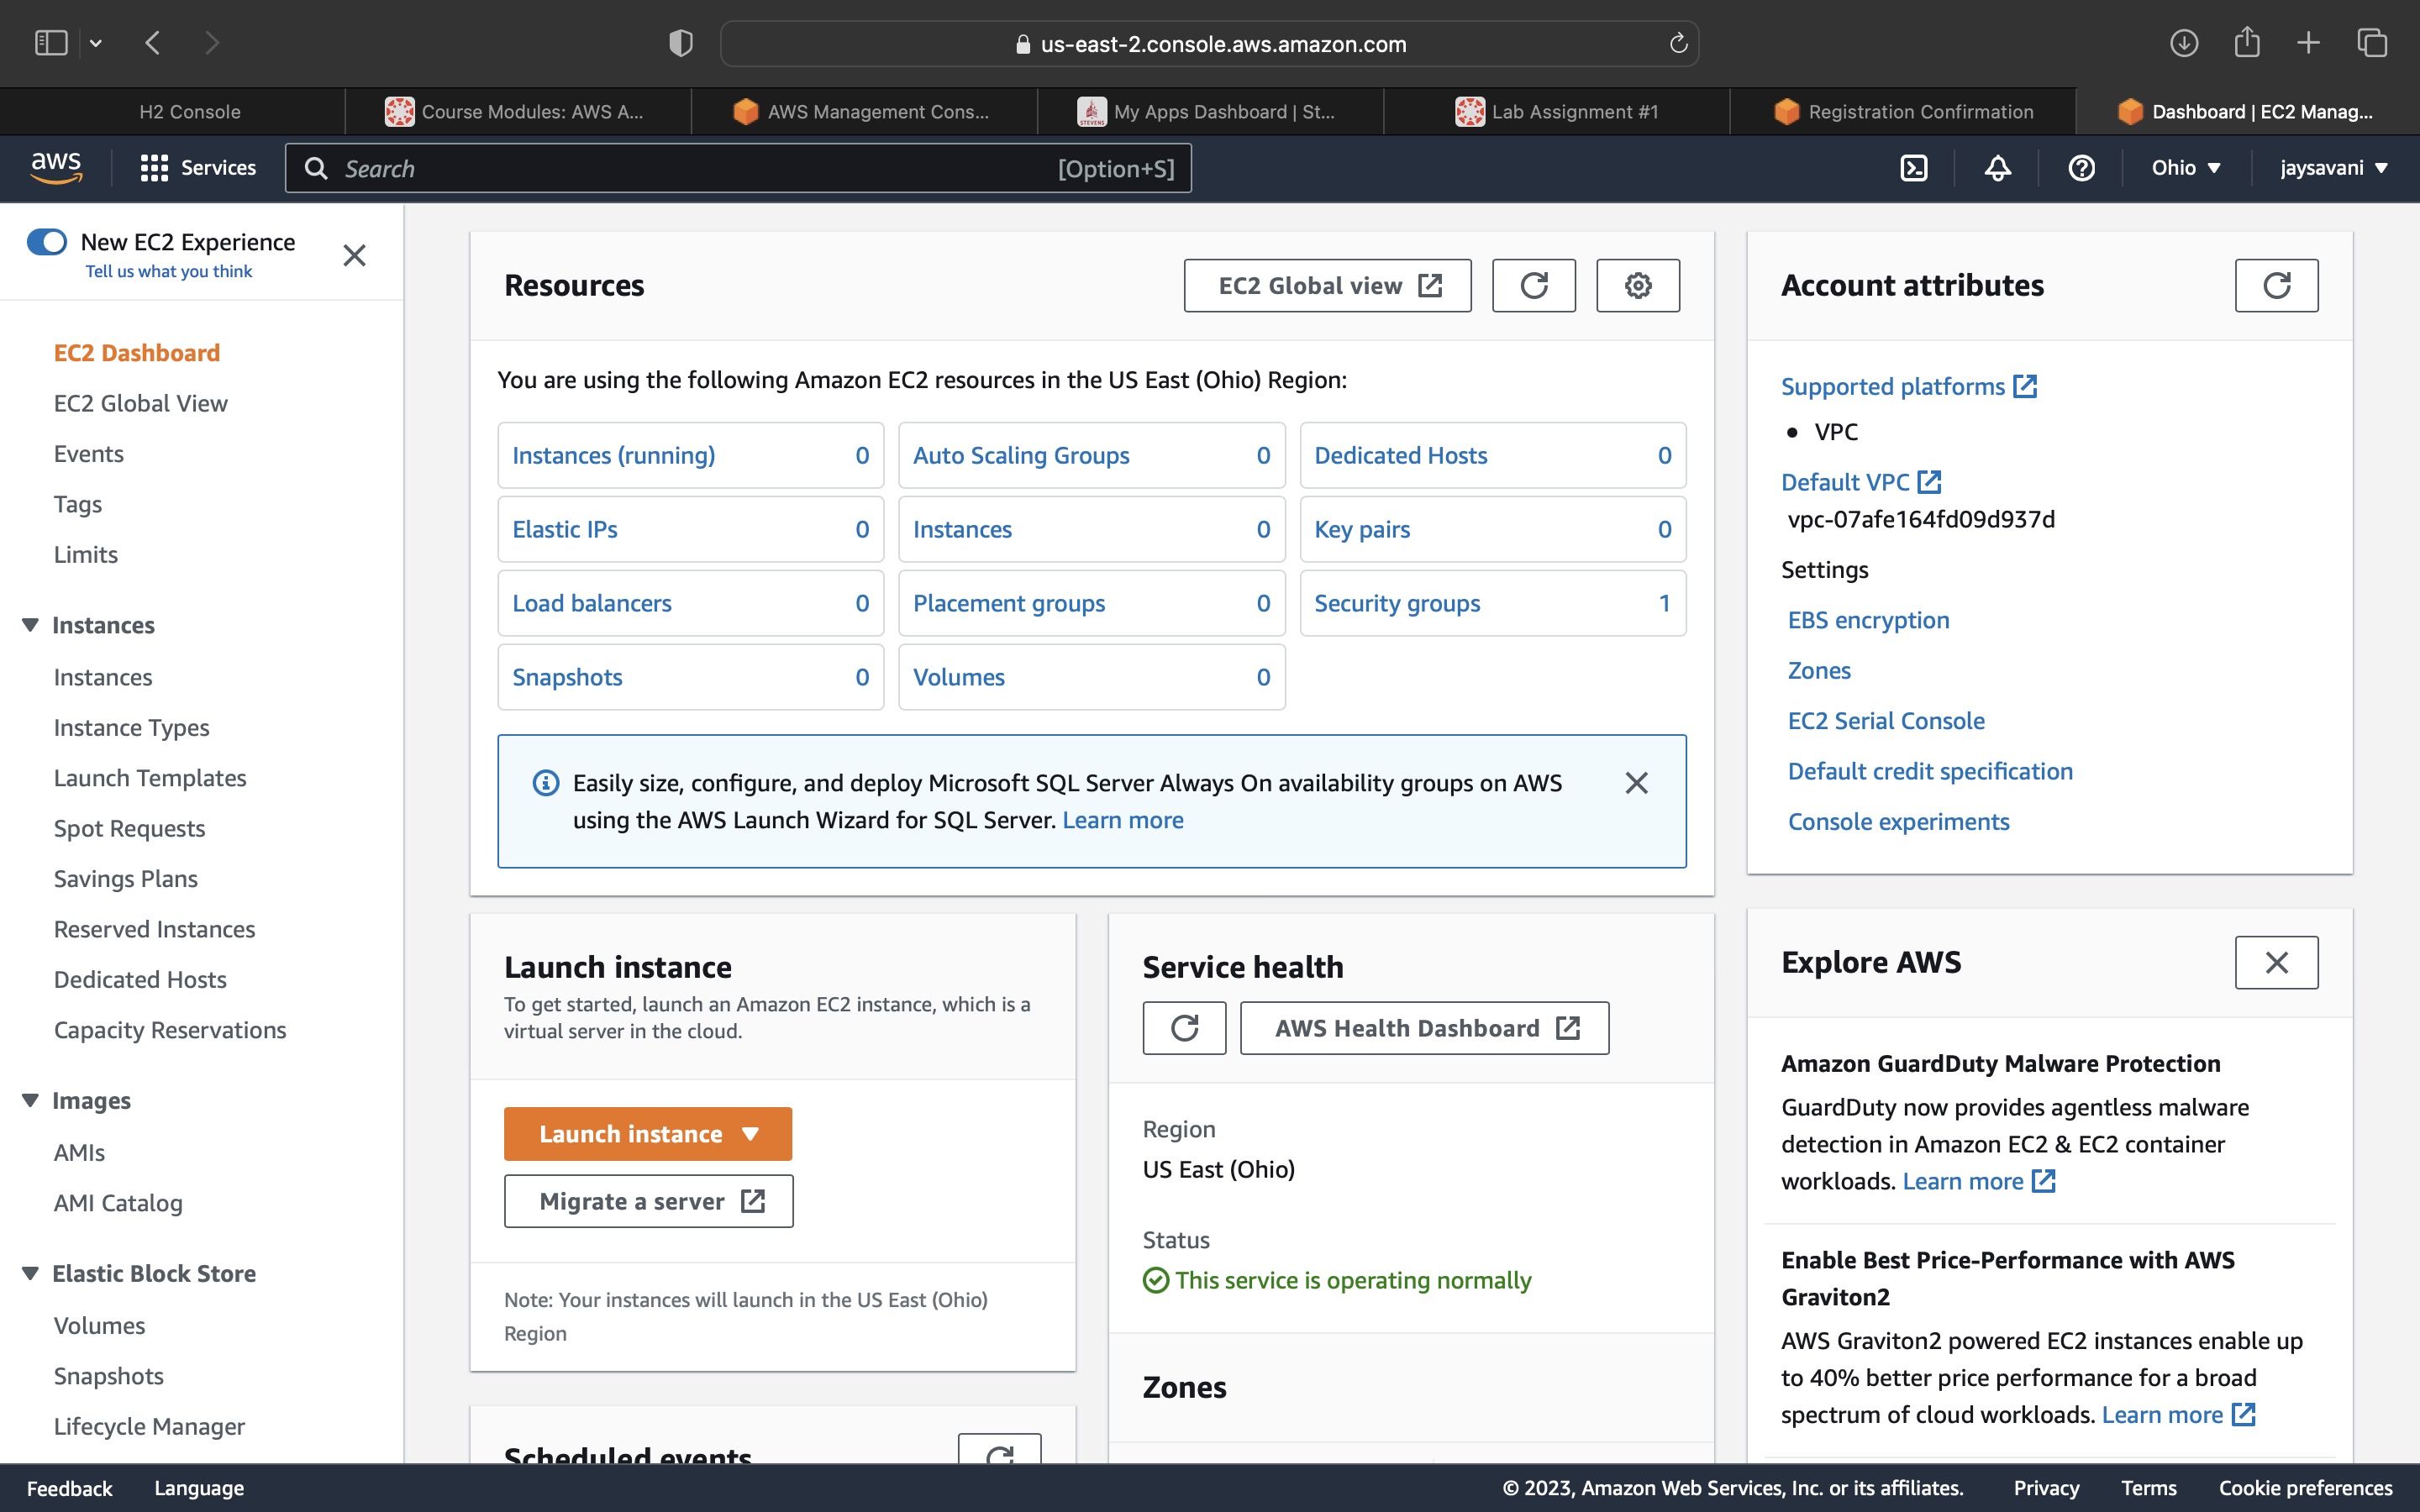 us-east-2.console.aws.amazon.com
H2 Console
Course Modules: AWS A...
AWS Management Cons...
STEVENS
My Apps Dashboard | St...
Lab Assignment #1
Registration Confirmation
Dashboard | EC2 Manag...
aws
Services
Search
[Option+S]
Ohio
jaysavani
New EC2 Experience
Tell us what you think
EC2 Dashboard
EC2 Global View
Events
Tags
Limits
Instances
Instances
Instance Types
Launch Templates
Spot Requests
Savings Plans
Reserved Instances
Dedicated Hosts
Capacity Reservations
Images
AMIs
AMI Catalog
Elastic Block Store
Volumes
Snapshots
Lifecycle Manager
Resources
EC2 Global view
You are using the following Amazon EC2 resources in the US East (Ohio) Region:
Instances (running) 0
Auto Scaling Groups 0
Dedicated Hosts 0
Elastic IPs 0
Instances 0
Key pairs 0
Load balancers 0
Placement groups 0
Security groups 1
Snapshots 0
Volumes 0
Easily size, configure, and deploy Microsoft SQL Server Always On availability groups on AWS
using the AWS Launch Wizard for SQL Server. Learn more
Launch instance
To get started, launch an Amazon EC2 instance, which is a
virtual server in the cloud.
Launch instance
Migrate a server
Note: Your instances will launch in the US East (Ohio)
Region
Scheduled events
Service health
AWS Health Dashboard
Region
US East (Ohio)
Status
This service is operating normally
Zones
Account attributes
Supported platforms
• VPC
Default VPC
vpc-07afe164fd09d937d
Settings
EBS encryption
Zones
EC2 Serial Console
Default credit specification
Console experiments
Explore AWS
Amazon GuardDuty Malware Protection
GuardDuty now provides agentless malware
detection in Amazon EC2 & EC2 container
workloads. Learn more
Enable Best Price-Performance with AWS
Graviton2
AWS Graviton2 powered EC2 instances enable up
to 40% better price performance for a broad
spectrum of cloud workloads. Learn more
Feedback
Language
© 2023, Amazon Web Services, Inc. or its affiliates.
Privacy
Terms
Cookie preferences